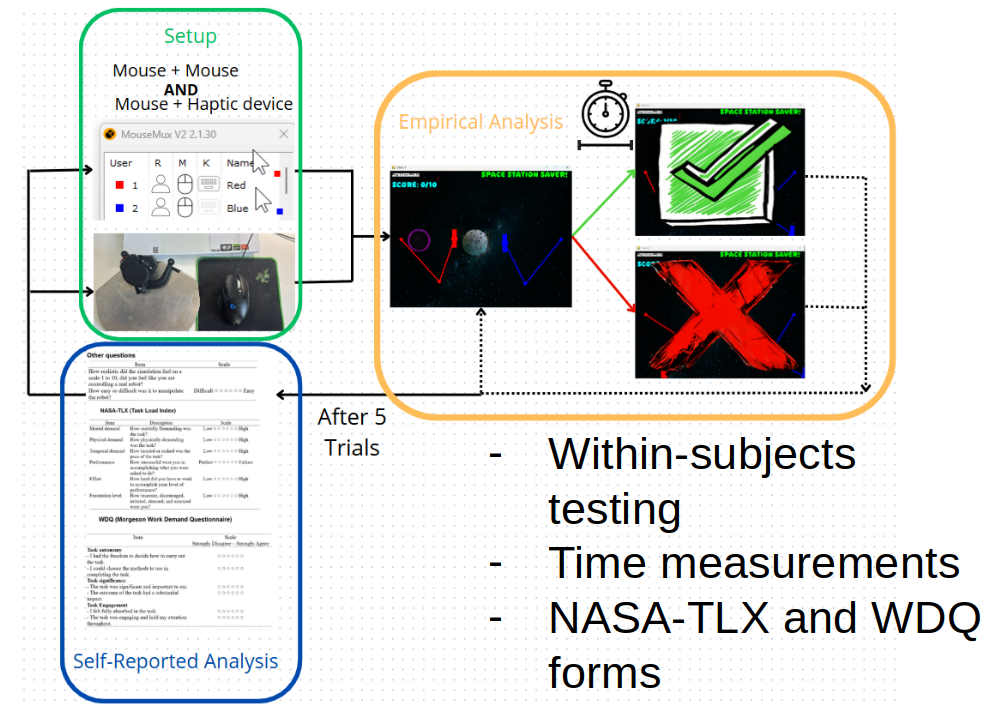 Setup
Mouse + Mouse
AND
Mouse + Haptic device
MouseMux V2 2.1.30
User R M K Name
1 Red
2 Blue
Empirical Analysis
SPACE STATION SAVER!
SCORE: 0/10
SPACE STATION SAVER!
SPACE STATION SAVER!
After 5
Trials
Other questions
Item Scale
How realistic did the simulation feel on a
scale 1 to 10, did you feel like you are
controlling a real robot?
How easy or difficult was it to manipulate
the robot?
Difficult ○ ○ ○ ○ ○ ○ Easy
NASA-TLX (Task Load Index)
Item Description Scale
Mental demand How mentally Demanding was
the task? Low ○ ○ ○ ○ ○ ○ High
Physical demand How physically demanding
was the task? Low ○ ○ ○ ○ ○ ○ High
Temporal demand How hurried or rushed was the
pace of the task? Low ○ ○ ○ ○ ○ ○ High
Performance How successful were you in
accomplishing what you were
asked to do? Perfect ○ ○ ○ ○ ○ ○ Failure
Effort How hard did you have to work
to accomplish your level of
performance? Low ○ ○ ○ ○ ○ ○ High
Frustration level How insecure, discouraged,
irritated, stressed, and annoyed
were you? Low ○ ○ ○ ○ ○ ○ High
WDQ (Morgeson Work Demand Questionnaire)
Item Scale
Strongly Disagree – Strongly Agree
Task autonomy
- I had the freedom to decide how to carry out
the task.
- I could choose the methods to use in
completing the task.
Task significance
- The task was significant and important to me.
- The outcome of the task had a substantial
impact.
Task Engagement
- I felt fully absorbed in the task.
- The task was engaging and held my attention
throughout.
Self-Reported Analysis
- Within-subjects
testing
- Time measurements
- NASA-TLX and WDQ
forms